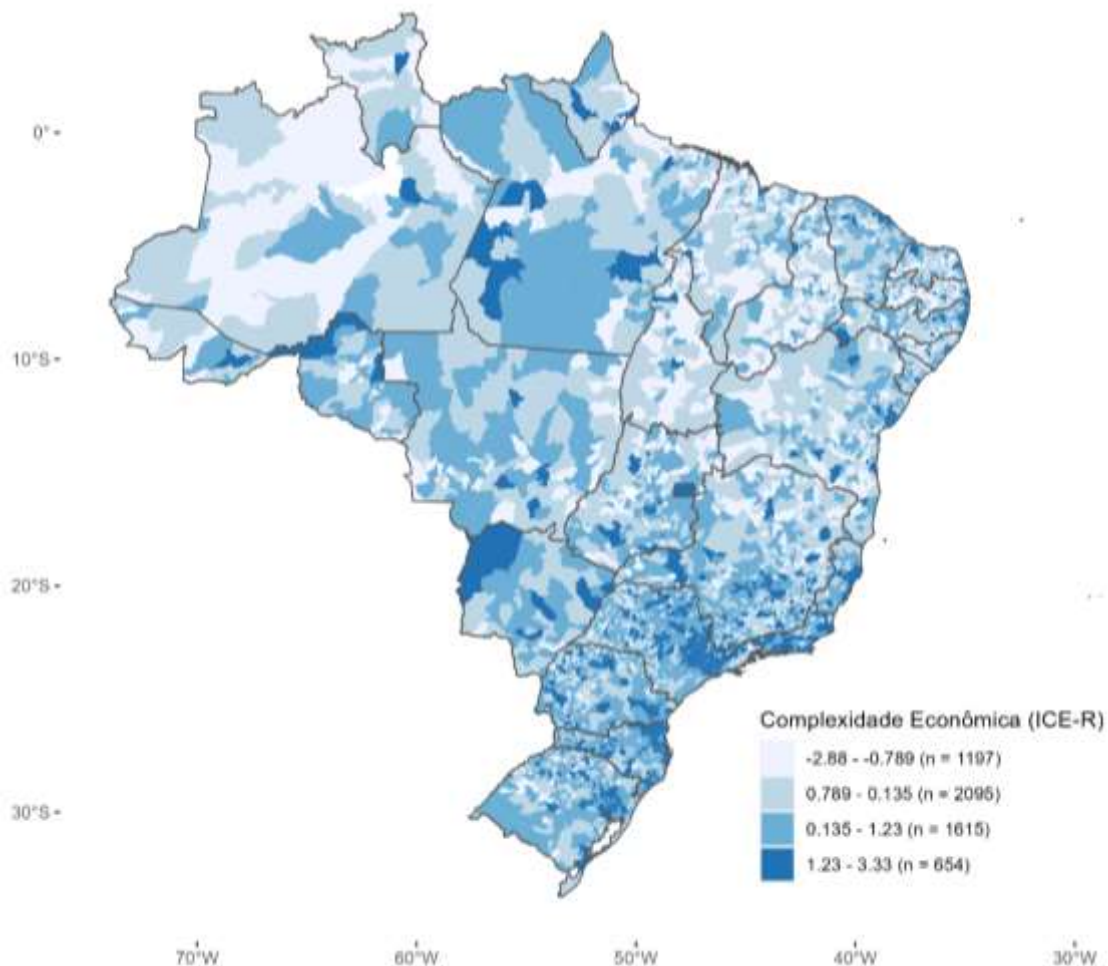 0°
10°S
20°S
30°S
Complexidade Econômica (ICE-R)
-2.88 - -0.789 (n = 1197)
0.789 - 0.135 (n = 2095)
0.135 - 1.23 (n = 1615)
1.23 - 3.33 (n = 654)
70°W 60°W 50°W 40°W 30°W